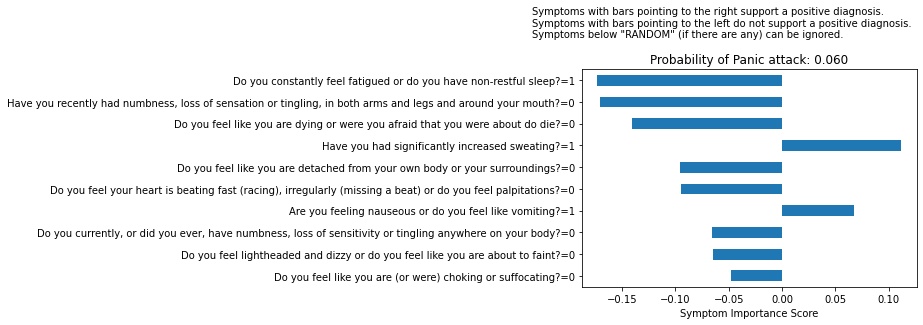 Symptoms with bars pointing to the right support a positive diagnosis.
Symptoms with bars pointing to the left do not support a positive diagnosis.
Symptoms below "RANDOM" (if there are any) can be ignored.
Probability of Panic attack: 0.060
Do you constantly feel fatigued or do you have non-restful sleep?=1
Have you recently had numbness, loss of sensation or tingling, in both arms and legs and around your mouth?=0
Do you feel like you are dying or were you afraid that you were about do die?=0
Have you had significantly increased sweating?=1
Do you feel like you are detached from your own body or your surroundings?=0
Do you feel your heart is beating fast (racing), irregularly (missing a beat) or do you feel palpitations?=0
Are you feeling nauseous or do you feel like vomiting?=1
Do you currently, or did you ever, have numbness, loss of sensitivity or tingling anywhere on your body?=0
Do you feel lightheaded and dizzy or do you feel like you are about to faint?=0
Do you feel like you are (or were) choking or suffocating?=0
−0.15 −0.10 −0.05 0.00 0.05 0.10
Symptom Importance Score